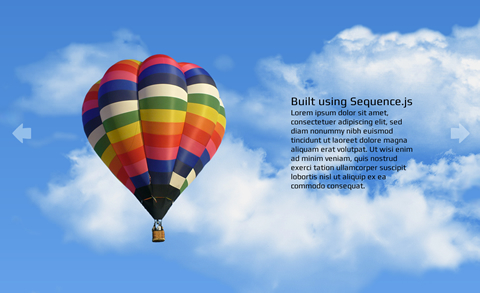 Built using Sequence.js
Lorem ipsum dolor sit amet,
consectetuer adipiscing elit, sed
diam nonummy nibh euismod
tincidunt ut laoreet dolore magna
aliquam erat volutpat. Ut wisi enim
ad minim veniam, quis nostrud
exerci tation ullamcorper suscipit
lobortis nisl ut aliquip ex ea
commodo consequat.